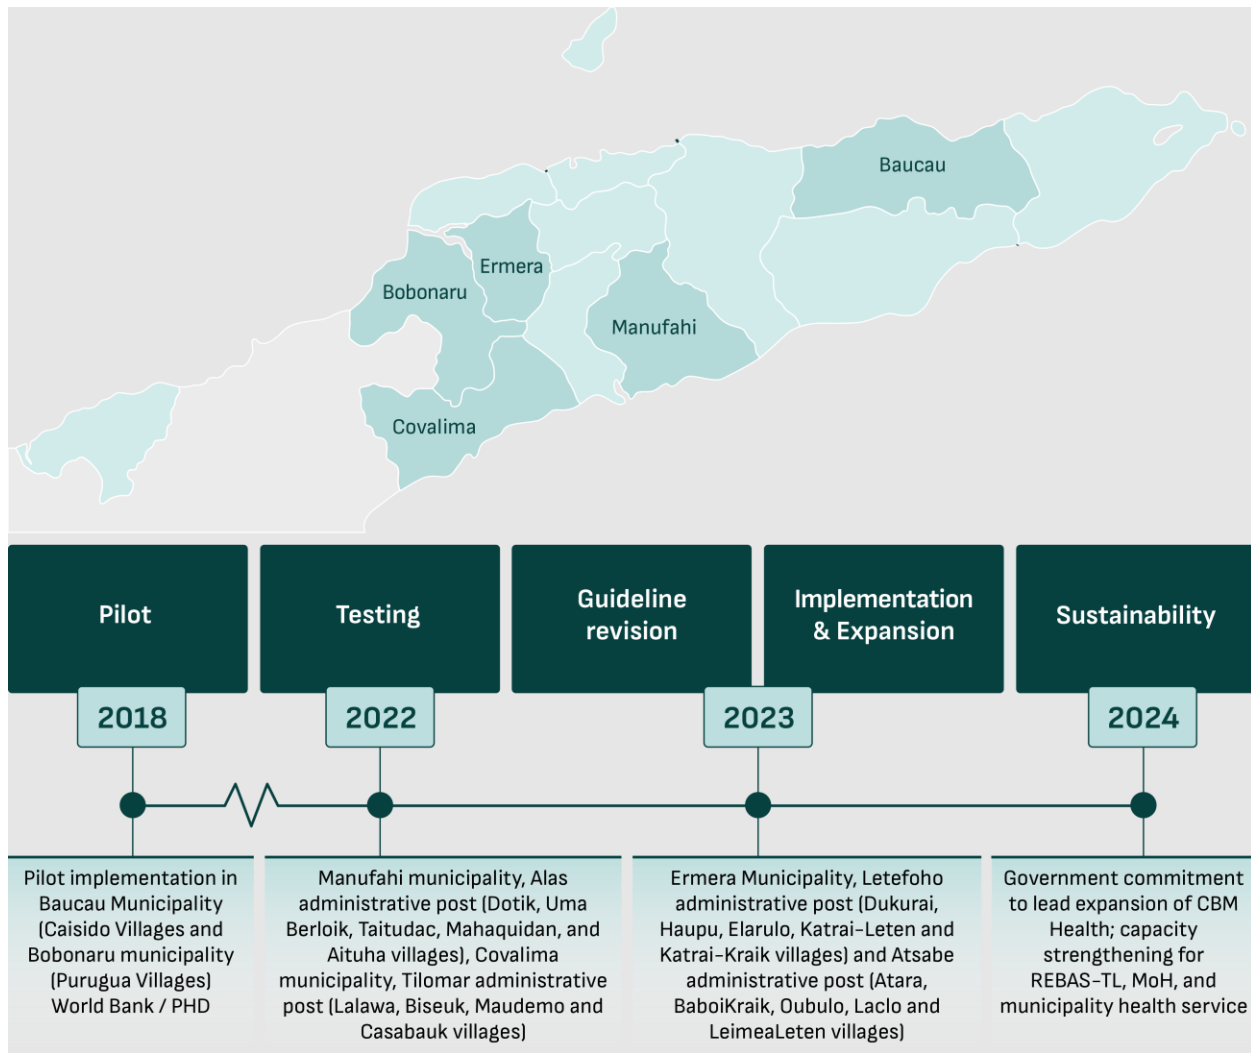 Baucau
Ermera
Bobonaru
Manufahi
Covalima
Pilot
Testing
Guideline
revision
Implementation
& Expansion
Sustainability
2018
2022
2023
2024
Pilot implementation in
Baucau Municipality
(Caisido Villages and
Bobonaru municipality
(Purugua Villages)
World Bank / PHD
Manufahi municipality, Alas
administrative post (Dotik, Uma
Berloik, Taitudac, Mahaquidan, and
Aituha villages), Covalima
municipality, Tilomar administrative
post (Lalawa, Biseuk, Maudemo and
Casabauk villages)
Ermera Municipality, Letefoho
administrative post (Dukurai,
Haupu, Elarulo, Katrai-Leten and
Katrai-Kraik villages) and Atsabe
administrative post (Atara,
BaboiKraik, Oubulo, Laclo and
LeimeaLeten villages)
Government commitment
to lead expansion of CBM
Health; capacity
strengthening for
REBAS-TL, MoH, and
municipality health service